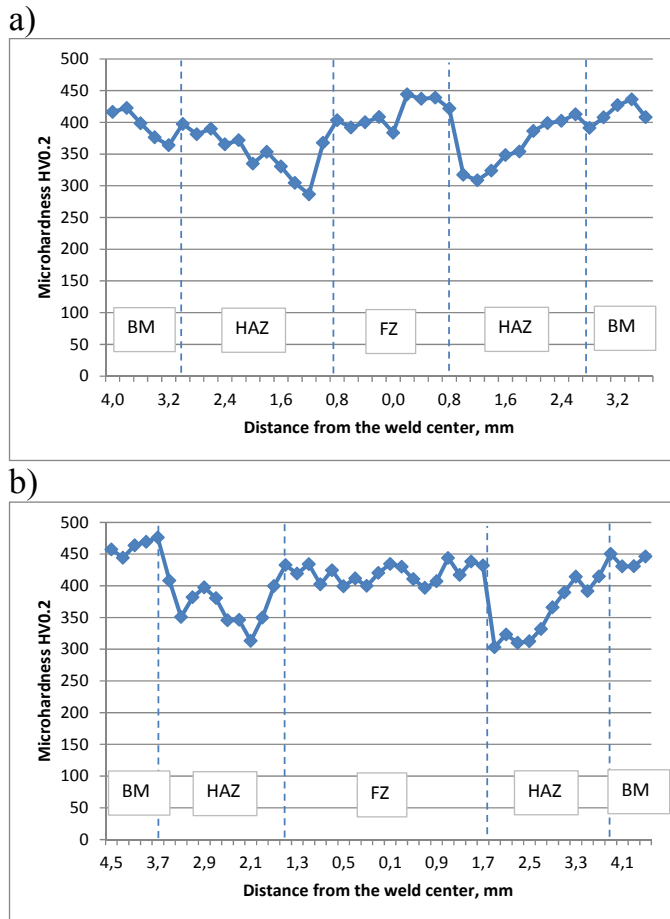 a)
500
450
400
350
300
250
200
150
100
50
0
Microhardness HV0.2
BM
HAZ
FZ
HAZ
BM
4,0 3,2 2,4 1,6 0,8 0,0 0,8 1,6 2,4 3,2
Distance from the weld center, mm
b)
500
450
400
350
300
250
200
150
100
50
0
Microhardness HV0.2
BM
HAZ
FZ
HAZ
BM
4,5 3,7 2,9 2,1 1,3 0,5 0,1 0,9 1,7 2,5 3,3 4,1
Distance from the weld center, mm